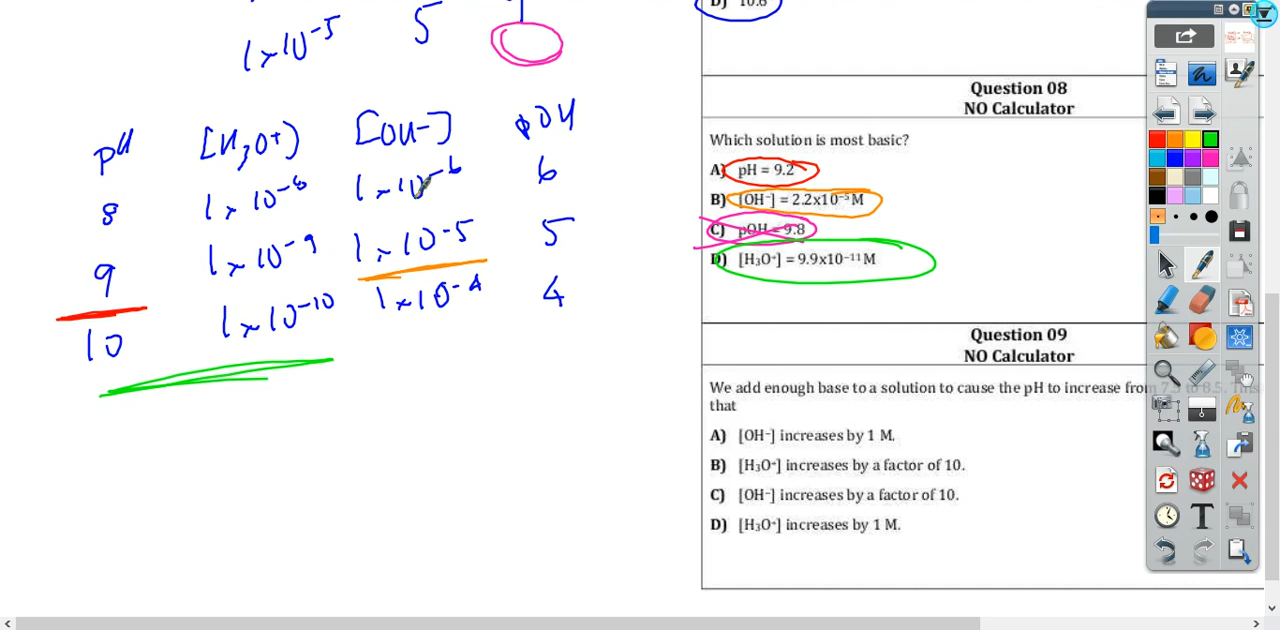 1×10⁻⁵ 5
pH [H₃O+] [OH-] pOH
8 1×10⁻⁸ 1×10⁻⁶ 6
9 1×10⁻⁹ 1×10-5 5
10 1×10⁻¹⁰ 1×10-4 4
D) 10.6
Question 08
NO Calculator
Which solution is most basic?
A) pH = 9.2
B) [OH⁻] = 2.2x10⁻⁵ M
C) pOH = 9.8
D) [H₃O⁺] = 9.9x10⁻¹¹ M
Question 09
NO Calculator
We add enough base to a solution to cause the pH to increase from 7.5 to 8.5. This
that
A) [OH⁻] increases by 1 M.
B) [H₃O⁺] increases by a factor of 10.
C) [OH⁻] increases by a factor of 10.
D) [H₃O⁺] increases by 1 M.
T